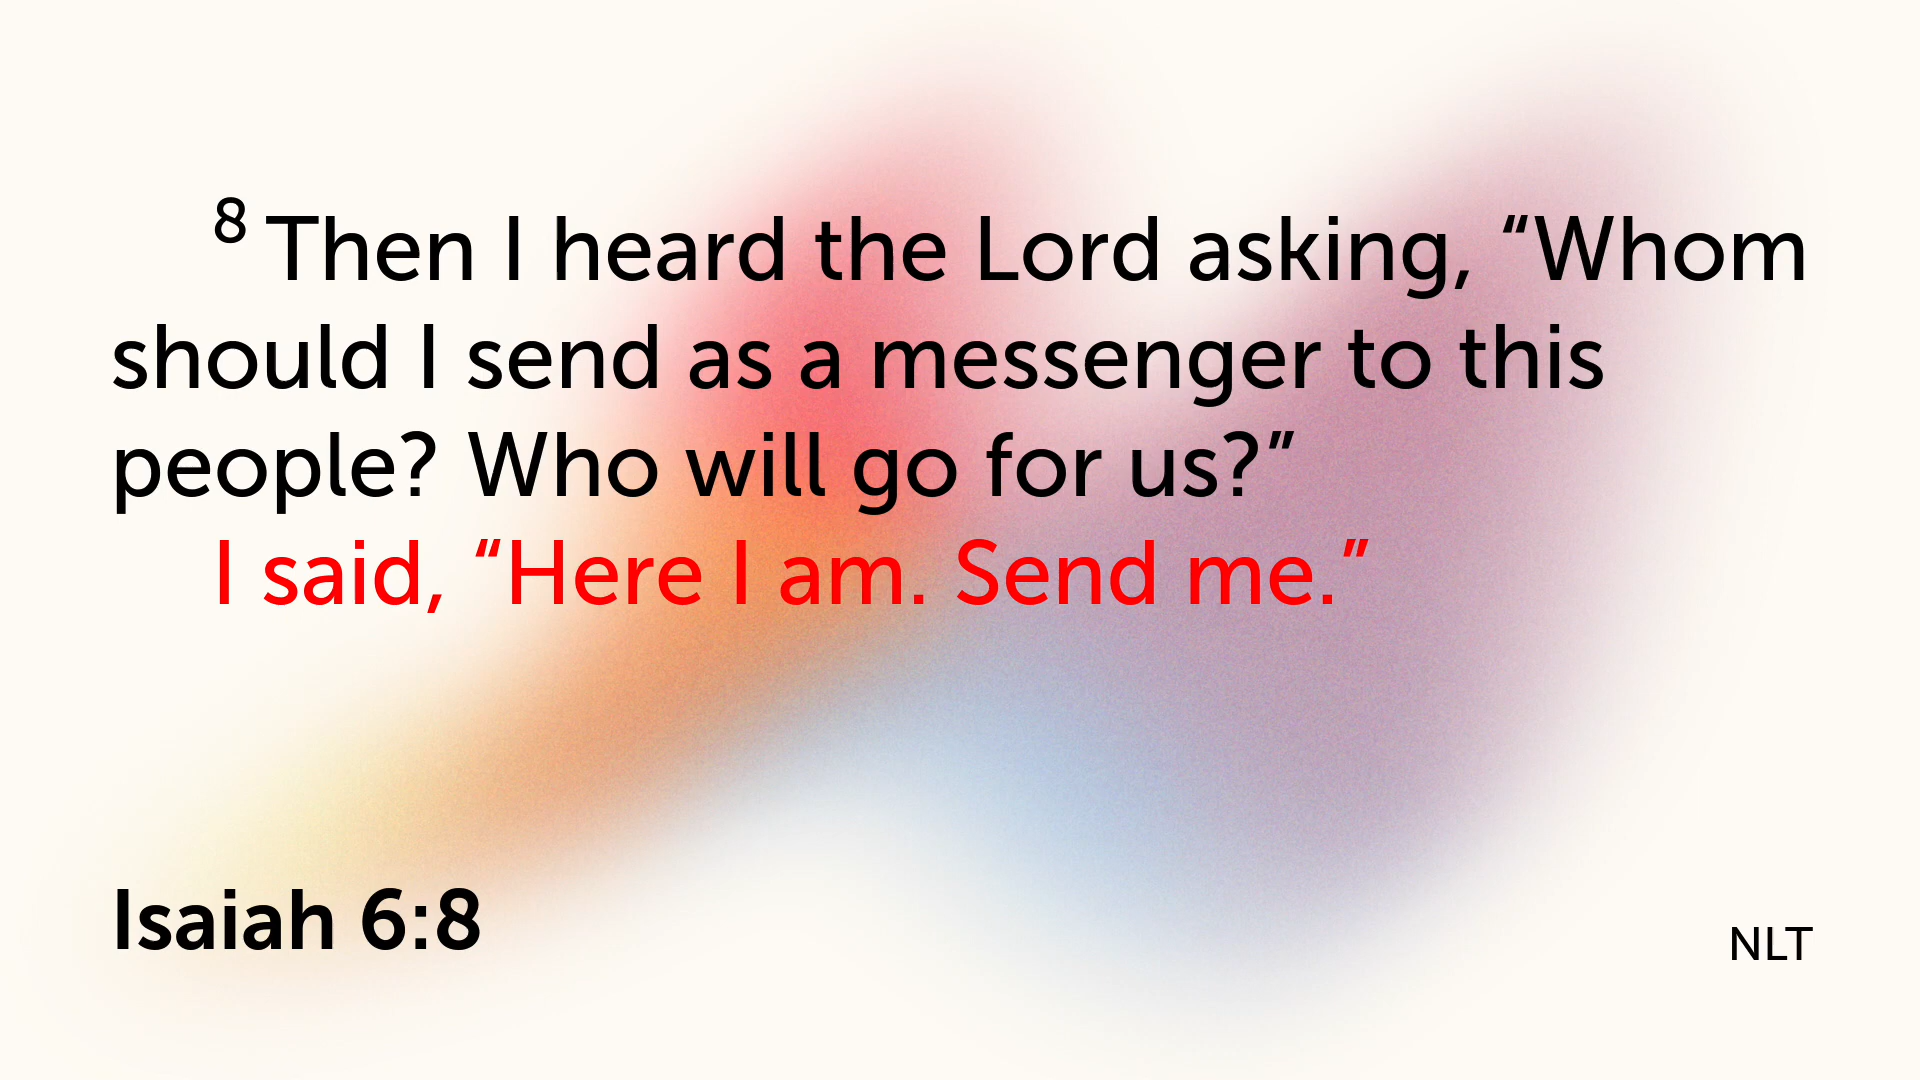 8 Then I heard the Lord asking, “Whom
should I send as a messenger to this
people? Who will go for us?”
I said, “Here I am. Send me.”
Isaiah 6:8
NLT